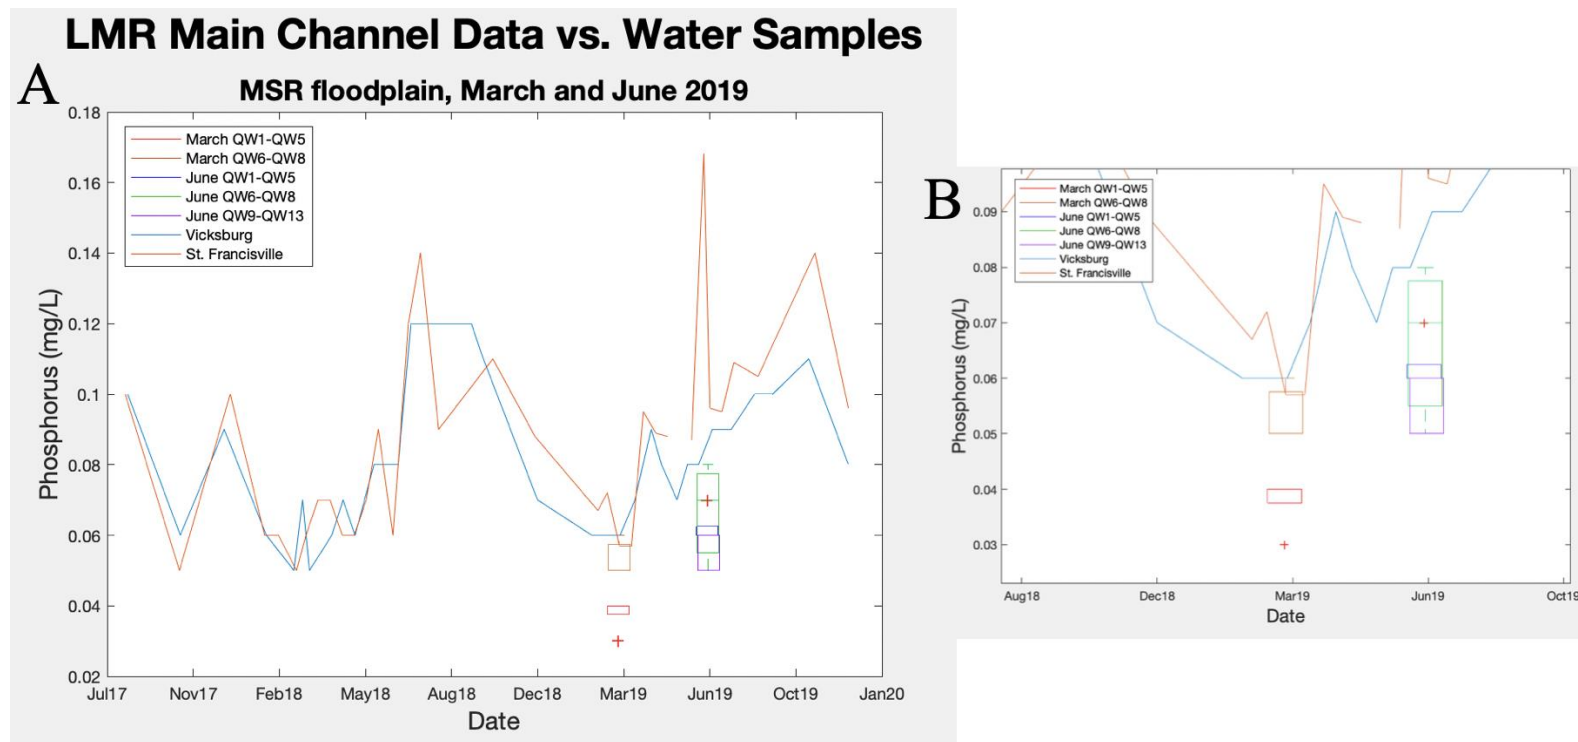 LMR Main Channel Data vs. Water Samples
A
MSR floodplain, March and June 2019
0.18
0.16
0.14
0.12
0.1
0.08
0.06
0.04
0.02
Phosphorus (mg/L)
March QW1-QW5
March QW6-QW8
June QW1-QW5
June QW6-QW8
June QW9-QW13
Vicksburg
St. Francisville
Jul17 Nov17 Feb18 May18 Aug18 Dec18 Mar19 Jun19 Oct19 Jan20
Date
B
0.09
0.08
0.07
0.06
0.05
0.04
0.03
Phosphorus (mg/L)
March QW1-QW5
March QW6-QW8
June QW1-QW5
June QW6-QW8
June QW9-QW13
Vicksburg
St. Francisville
Aug18 Dec18 Mar19 Jun19 Oct19
Date